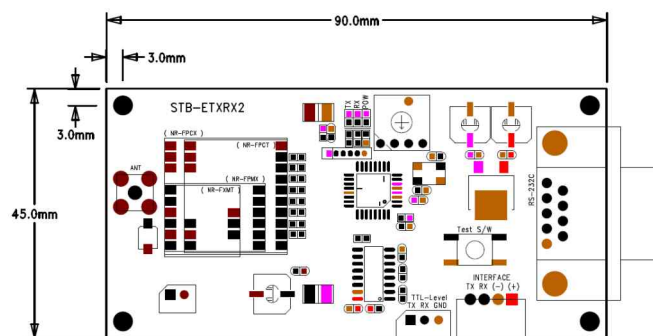 90.0mm
3.0mm
3.0mm
45.0mm
STB-ETXRX2
TX
RX
POW
( NR-FPCX )
( NR-FPCT )
ANT
( NR-FPMX )
( NR-FXMT )
RS-232C
Test S/W
INTERFACE
TX RX (-) (+)
TTL-Level
TX RX GND